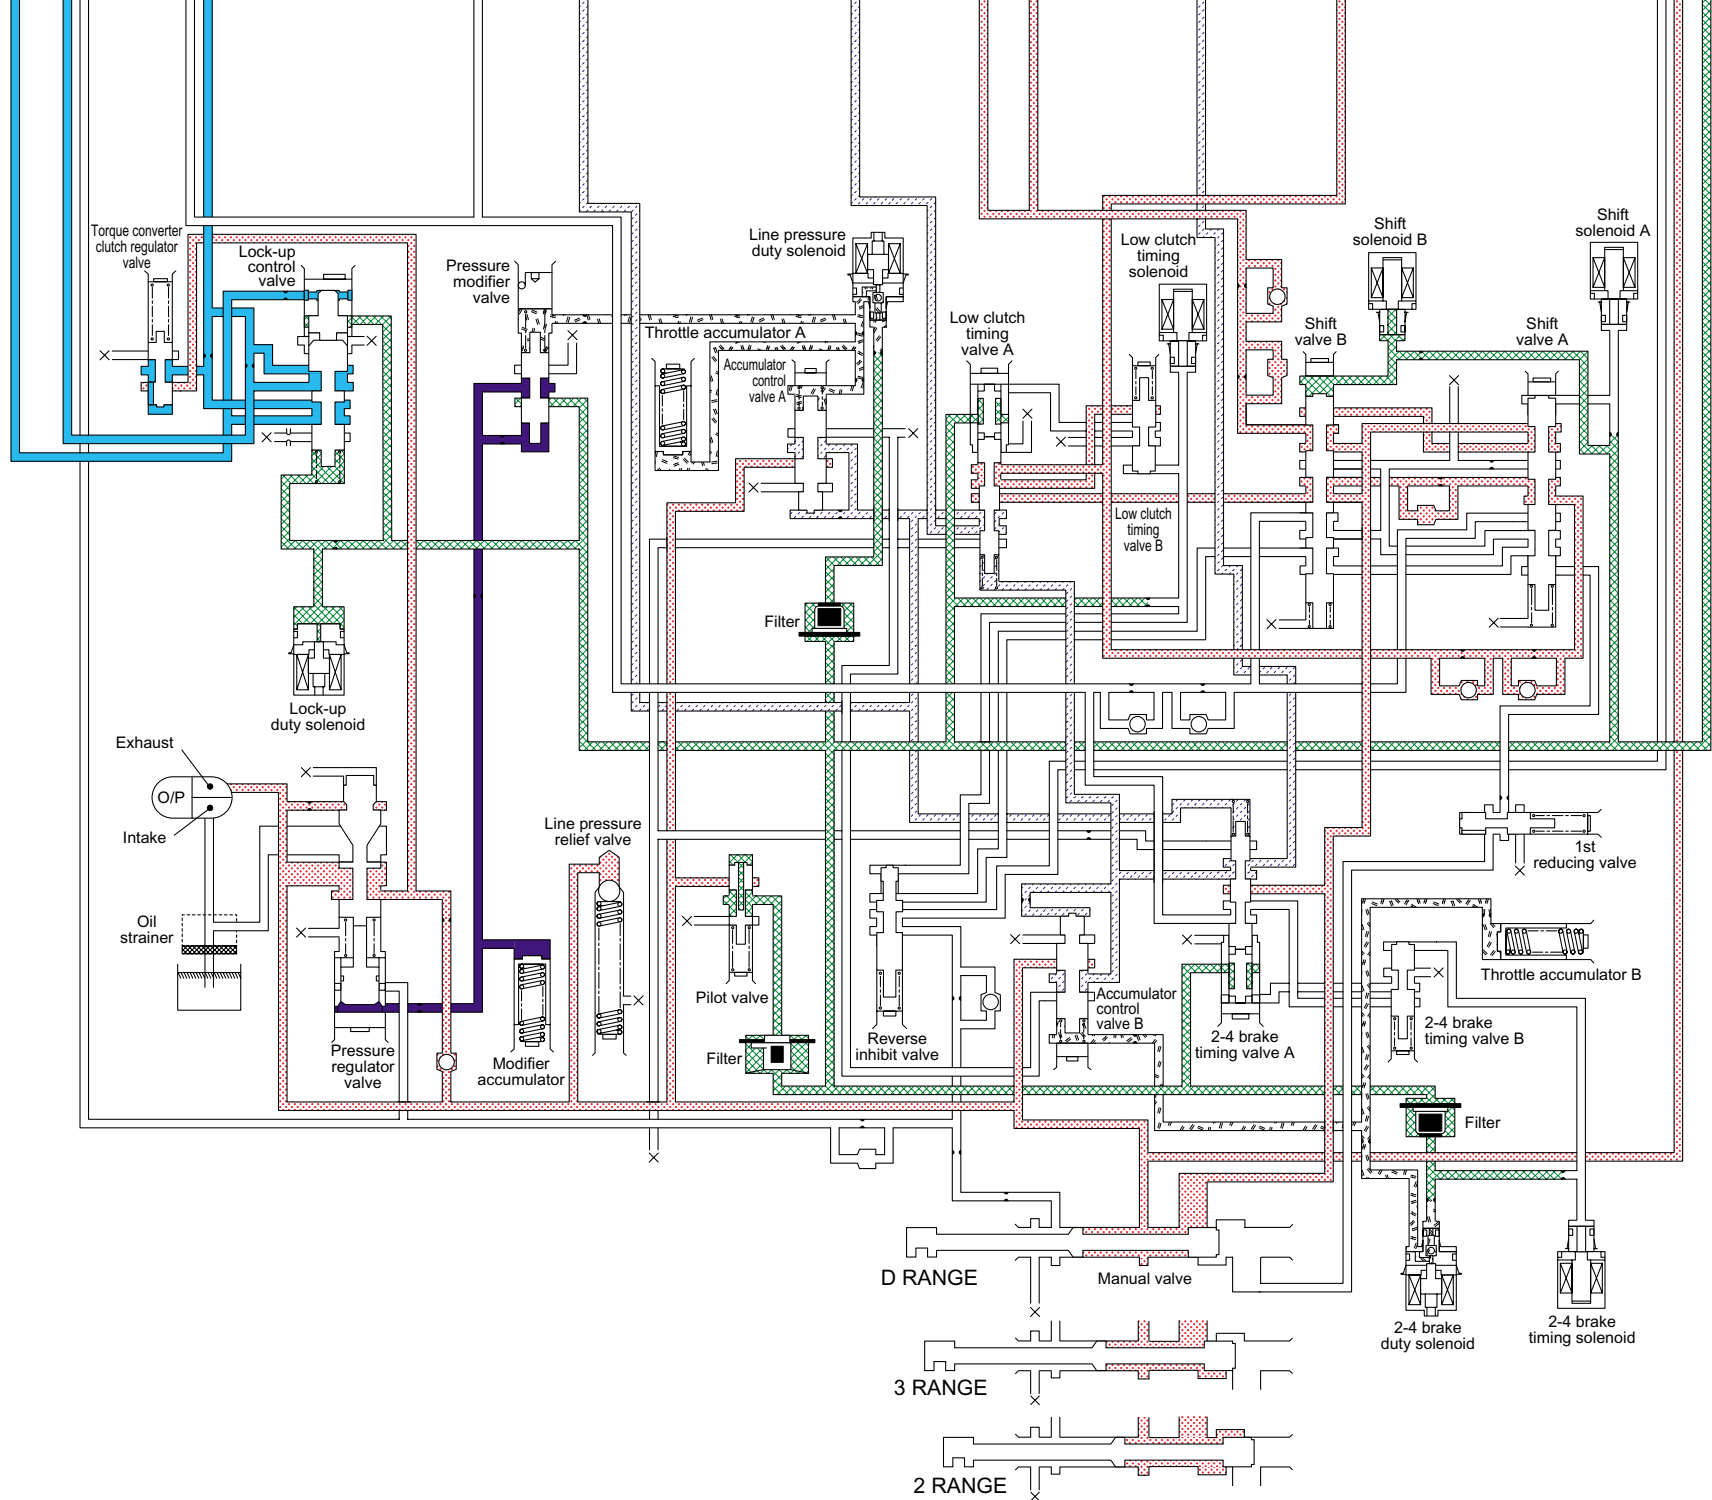 Torque converter
clutch regulator
valve
Lock-up
control
valve
Pressure
modifier
valve
Line pressure
duty solenoid
Throttle accumulator A
Accumulator
control
valve A
Low clutch
timing
valve A
Low clutch
timing
solenoid
Shift
solenoid B
Shift
solenoid A
Shift
valve B
Shift
valve A
Low clutch
timing
valve B
Filter
Lock-up
duty solenoid
Exhaust
O/P
Intake
Oil
strainer
Line pressure
relief valve
1st
reducing valve
Pilot valve
Throttle accumulator B
Accumulator
control
valve B
Pressure
regulator
valve
Modifier
accumulator
Filter
Reverse
inhibit valve
2-4 brake
timing valve A
2-4 brake
timing valve B
Filter
D RANGE
Manual valve
2-4 brake
duty solenoid
2-4 brake
timing solenoid
3 RANGE
2 RANGE